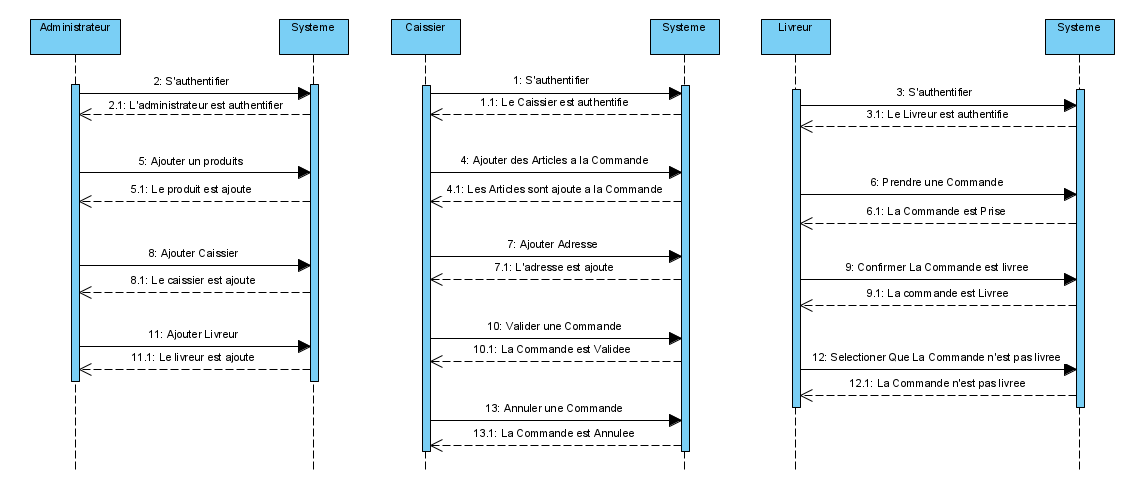 Administrateur
Systeme
2: S'authentifier
2.1: L'administrateur est authentifier
5: Ajouter un produits
5.1: Le produit est ajoute
8: Ajouter Caissier
8.1: Le caissier est ajoute
11: Ajouter Livreur
11.1: Le livreur est ajoute
Caissier
Systeme
1: S'authentifier
1.1: Le Caissier est authentifie
4: Ajouter des Articles a la Commande
4.1: Les Articles sont ajoute a la Commande
7: Ajouter Adresse
7.1: L'adresse est ajoute
10: Valider une Commande
10.1: La Commande est Validee
13: Annuler une Commande
13.1: La Commande est Annulee
Livreur
Systeme
3: S'authentifier
3.1: Le Livreur est authentifie
6: Prendre une Commande
6.1: La Commande est Prise
9: Confirmer La Commande est livree
9.1: La commande est Livree
12: Selectioner Que La Commande n'est pas livree
12.1: La Commande n'est pas livree